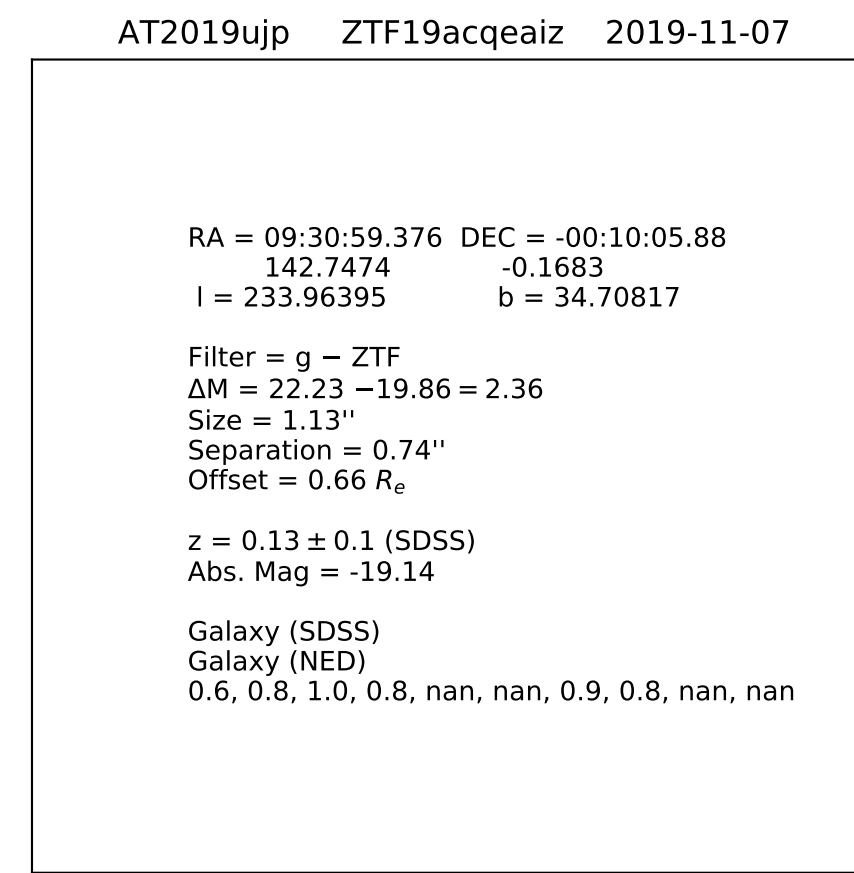 AT2019ujp ZTF19acqeaiz 2019-11-07
RA = 09:30:59.376 DEC = -00:10:05.88
142.7474 -0.1683
l = 233.96395 b = 34.70817
Filter = g − ZTF
ΔM = 22.23 −19.86 = 2.36
Size = 1.13''
Separation = 0.74''
Offset = 0.66 Rₑ
z = 0.13 ± 0.1 (SDSS)
Abs. Mag = -19.14
Galaxy (SDSS)
Galaxy (NED)
0.6, 0.8, 1.0, 0.8, nan, nan, 0.9, 0.8, nan, nan